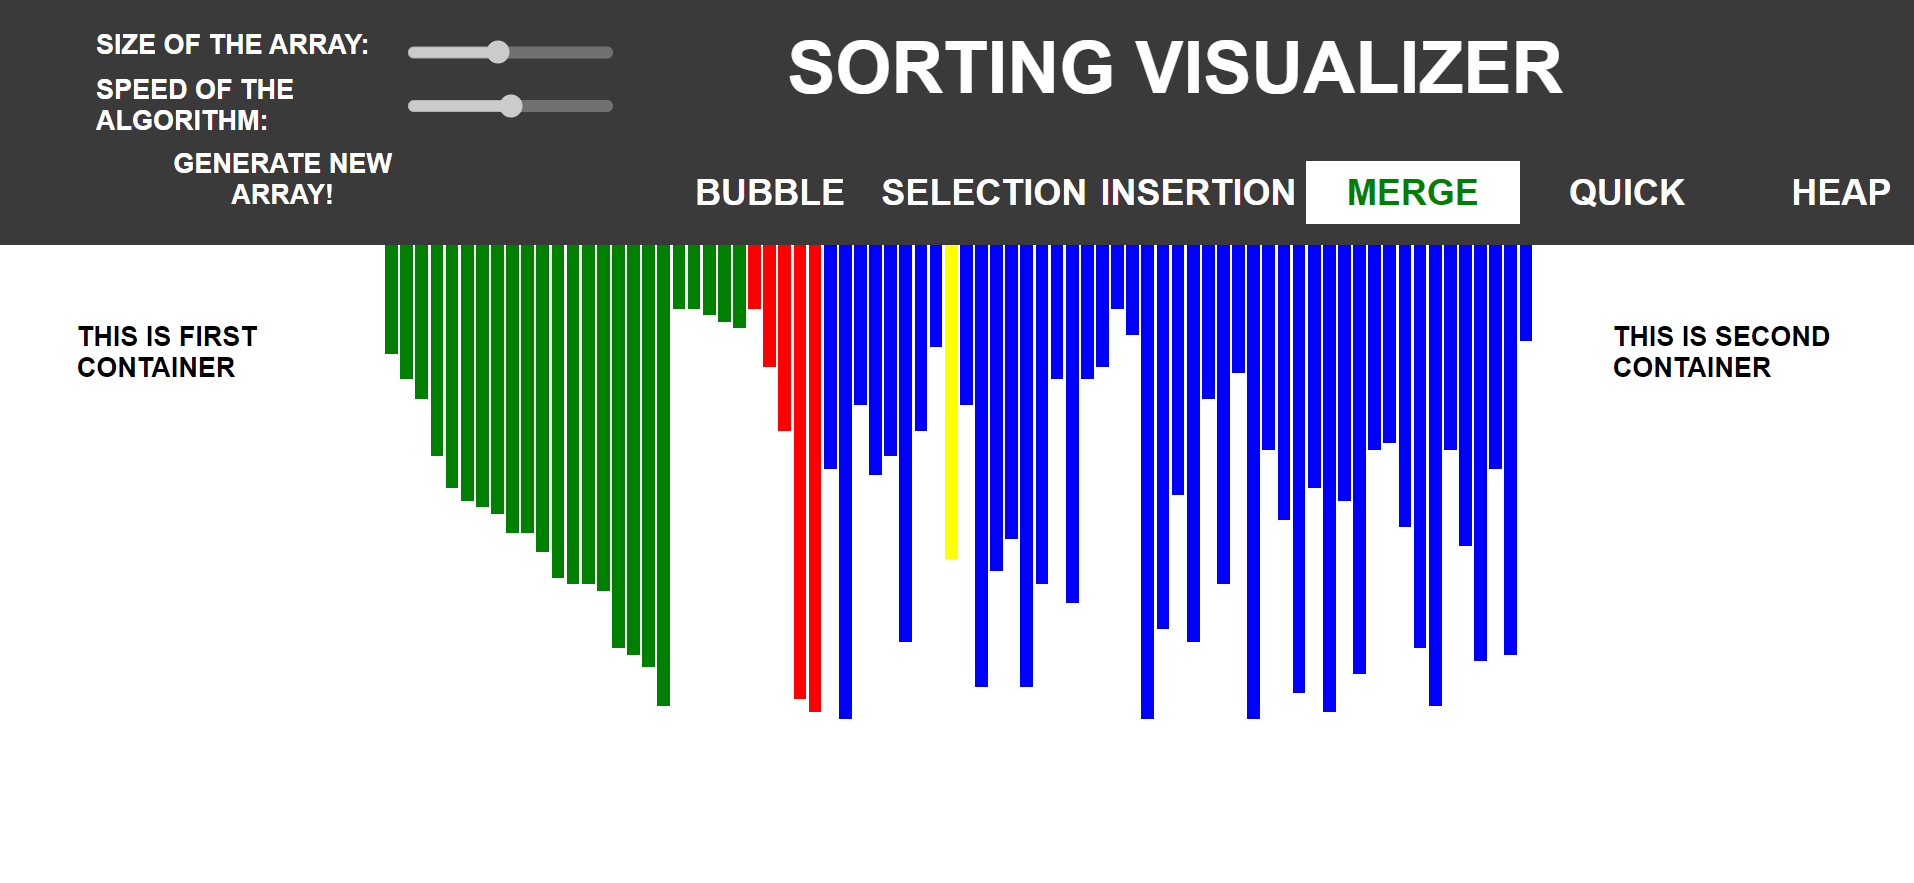 SIZE OF THE ARRAY:
SPEED OF THE
ALGORITHM:
GENERATE NEW
ARRAY!
SORTING VISUALIZER
BUBBLE SELECTION INSERTION MERGE QUICK HEAP
THIS IS FIRST
CONTAINER
THIS IS SECOND
CONTAINER